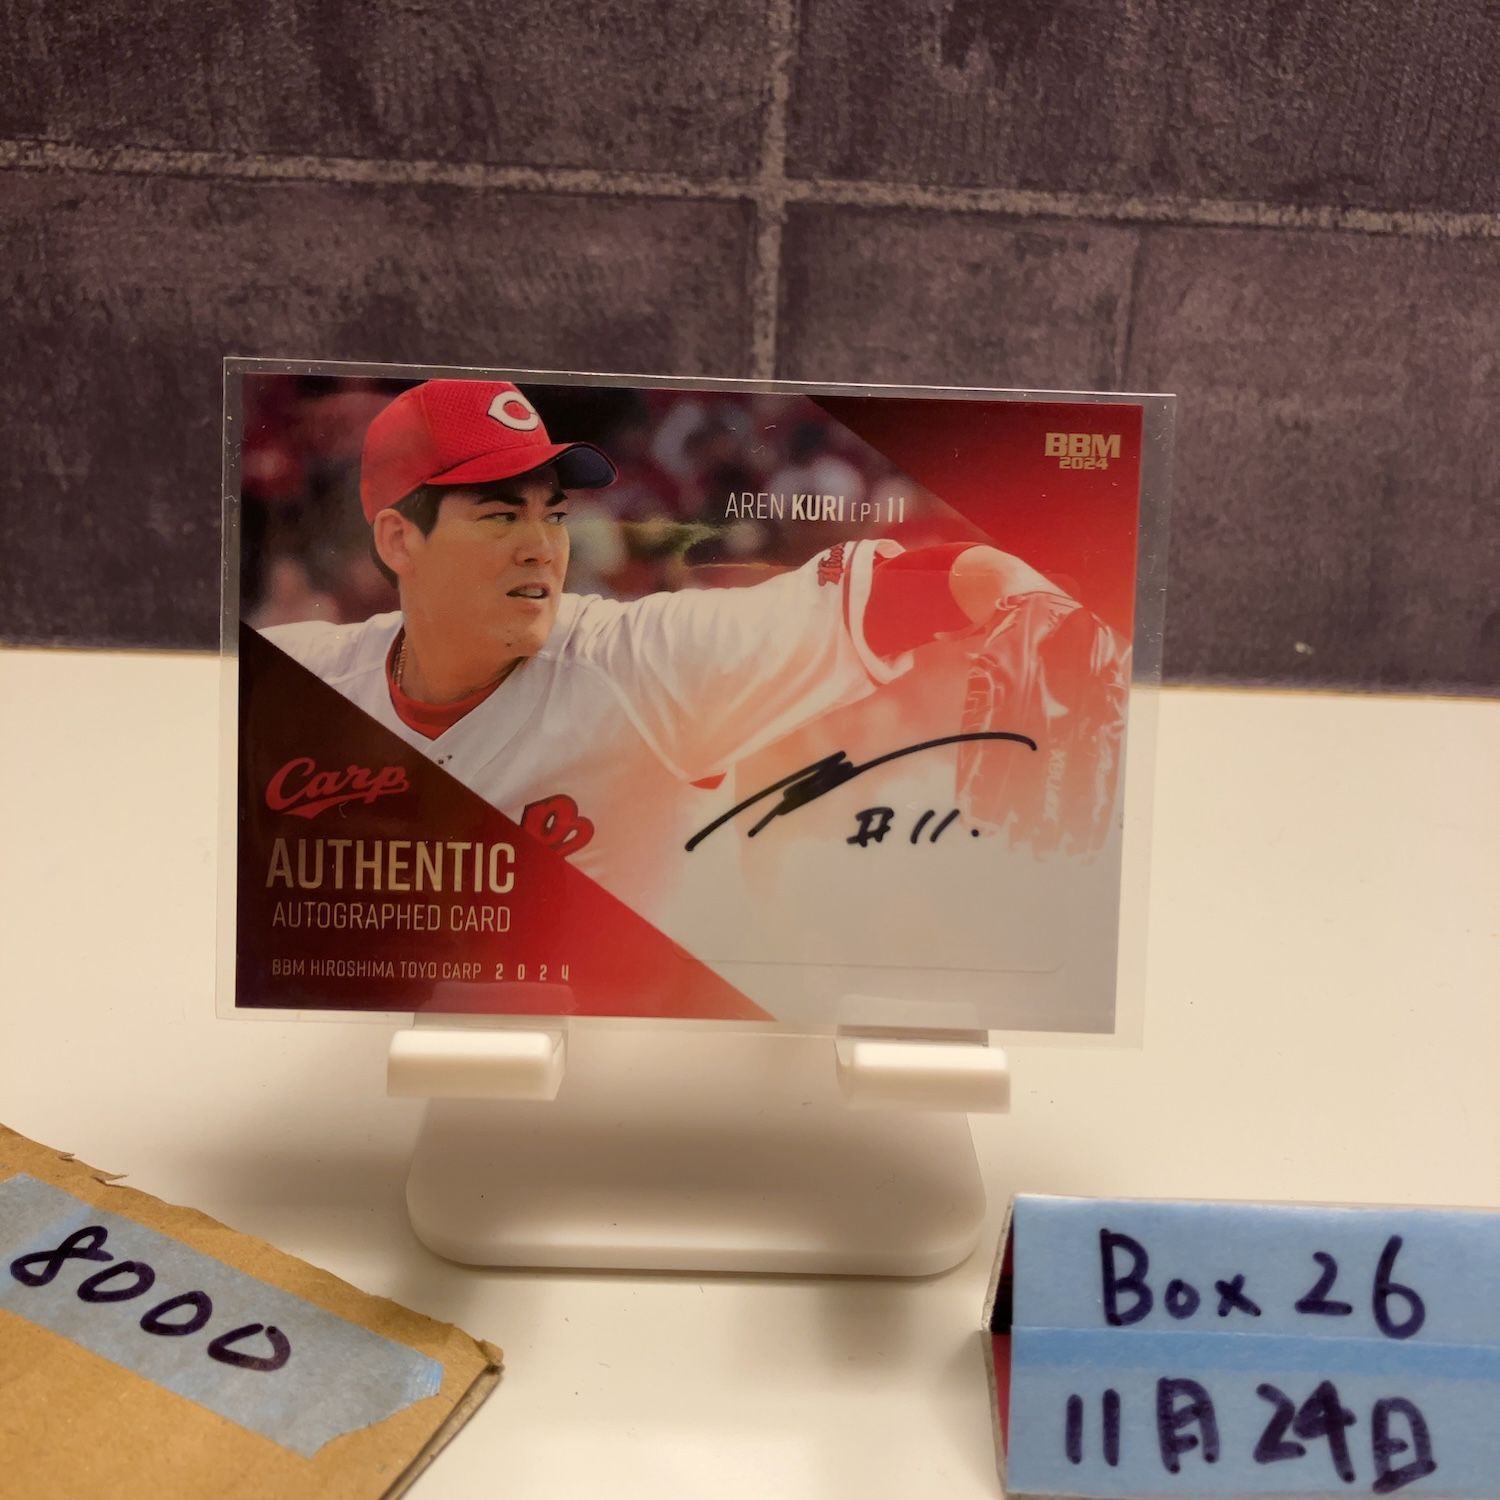 BBM
2024
AREN KURI [P] 11
Carp
AUTHENTIC
AUTOGRAPHED CARD
BBM HIROSHIMA TOYO CARP 2024
#11.
8000
Box 26
11月24日